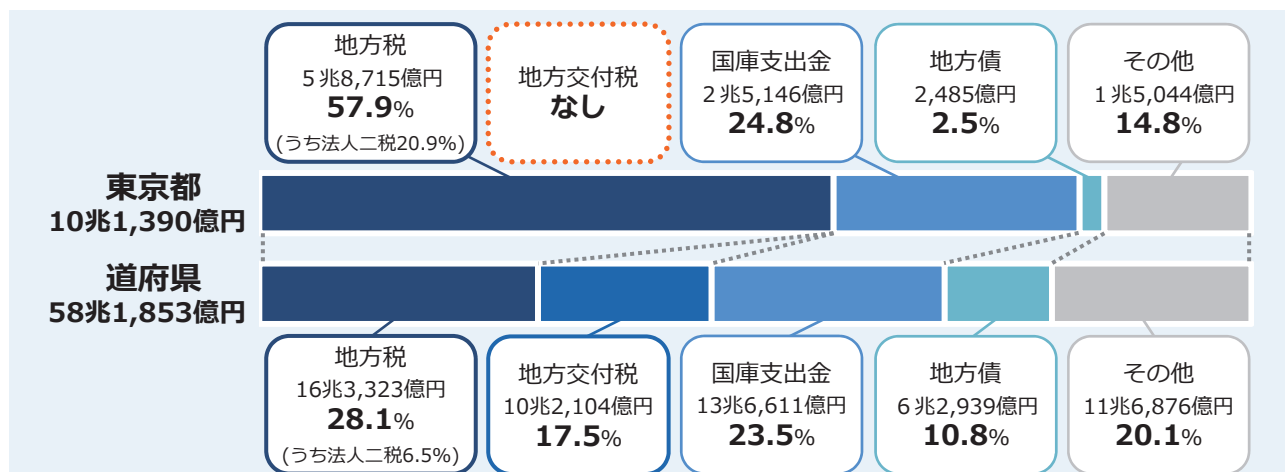 地方税
5兆8,715億円
57.9%
(うち法人二税20.9%)
地方交付税
なし
国庫支出金
2兆5,146億円
24.8%
地方債
2,485億円
2.5%
その他
1兆5,044億円
14.8%
東京都
10兆1,390億円
道府県
58兆1,853億円
地方税
16兆3,323億円
28.1%
(うち法人二税6.5%)
地方交付税
10兆2,104億円
17.5%
国庫支出金
13兆6,611億円
23.5%
地方債
6兆2,939億円
10.8%
その他
11兆6,876億円
20.1%